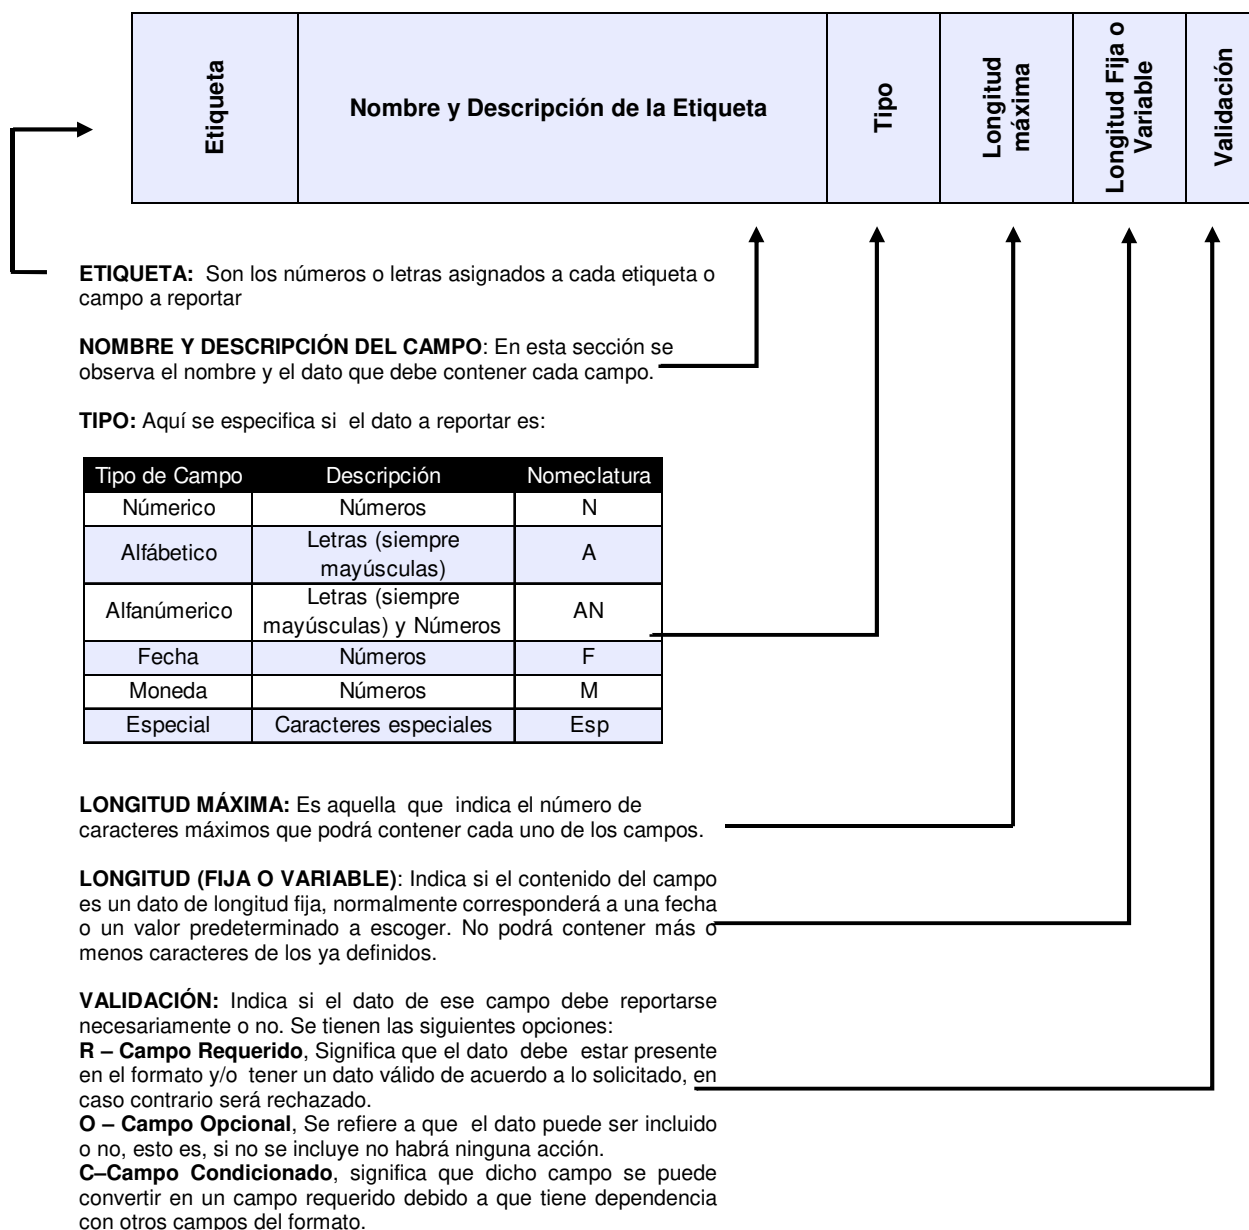 Etiqueta
Nombre y Descripción de la Etiqueta
Tipo
Longitud
máxima
Longitud Fija o
Variable
Validación
ETIQUETA: Son los números o letras asignados a cada etiqueta o
campo a reportar
NOMBRE Y DESCRIPCIÓN DEL CAMPO: En esta sección se
observa el nombre y el dato que debe contener cada campo.
TIPO: Aquí se especifica si el dato a reportar es:
Tipo de Campo Descripción Nomeclatura
Númerico Números N
Alfábetico Letras (siempre
mayúsculas) A
Alfanúmerico Letras (siempre
mayúsculas) y Números AN
Fecha Números F
Moneda Números M
Especial Caracteres especiales Esp
LONGITUD MÁXIMA: Es aquella que indica el número de
caracteres máximos que podrá contener cada uno de los campos.
LONGITUD (FIJA O VARIABLE): Indica si el contenido del campo
es un dato de longitud fija, normalmente corresponderá a una fecha
o un valor predeterminado a escoger. No podrá contener más o
menos caracteres de los ya definidos.
VALIDACIÓN: Indica si el dato de ese campo debe reportarse
necesariamente o no. Se tienen las siguientes opciones:
R – Campo Requerido, Significa que el dato debe estar presente
en el formato y/o tener un dato válido de acuerdo a lo solicitado, en
caso contrario será rechazado.
O – Campo Opcional, Se refiere a que el dato puede ser incluido
o no, esto es, si no se incluye no habrá ninguna acción.
C–Campo Condicionado, significa que dicho campo se puede
convertir en un campo requerido debido a que tiene dependencia
con otros campos del formato.